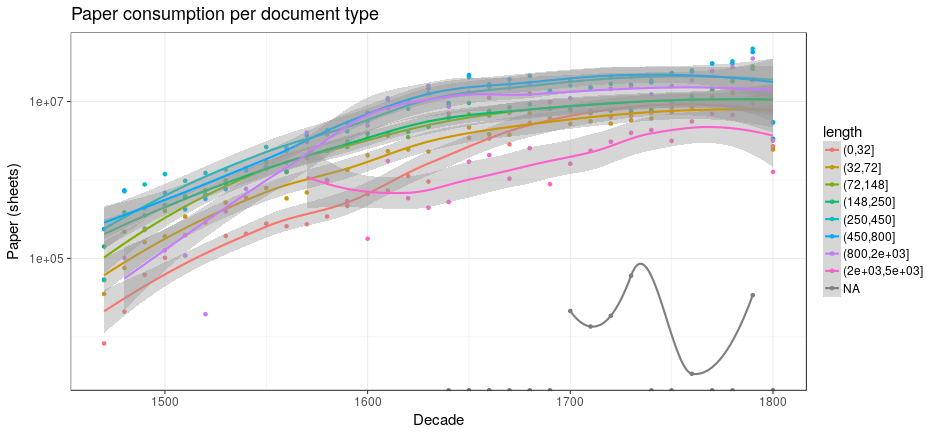 Paper consumption per document type
Paper (sheets)
1e+07
1e+05
1500
1600
1700
1800
Decade
length
(0,32]
(32,72]
(72,148]
(148,250]
(250,450]
(450,800]
(800,2e+03]
(2e+03,5e+03]
NA